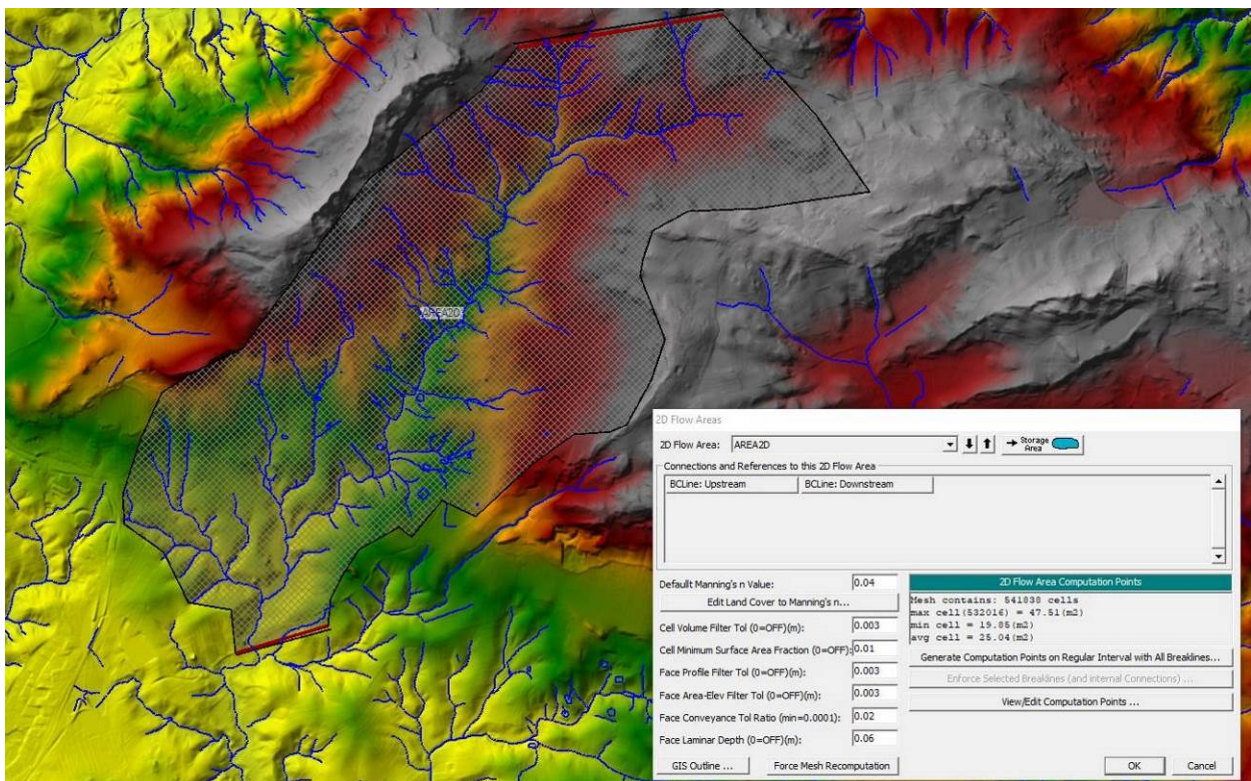 AREA2D
2D Flow Areas
2D Flow Area: AREA2D Storage Area
Connections and References to this 2D Flow Area
BCLine: Upstream BCLine: Downstream
Defaullt Manning's n Value: 0.04
Edit Land Cover to Manning's n...
Cell Volume Filter Tol (0=OFF)(m): 0.003
Cell Minimum Surface Area Fraction (0=OFF): 0.01
Face Profile Filter Tol (0=OFF)(m): 0.003
Face Area-Elev Filter Tol (0=OFF)(m): 0.003
Face Conveyance Tol Ratio (min=0.0001): 0.02
Face Laminar Depth (0=OFF)(m): 0.06
2D Flow Area Computation Points
Mesh contains: 541838 cells
max cell(532016) = 47.51(m2)
min cell = 19.85(m2)
avg cell = 25.04(m2)
Generate Computation Points on Regular Interval with All Breaklines...
Enforce Selected Breaklines (and internal Connections) ...
View/Edit Computation Points ...
GIS Outline ... Force Mesh Recomputation OK Cancel